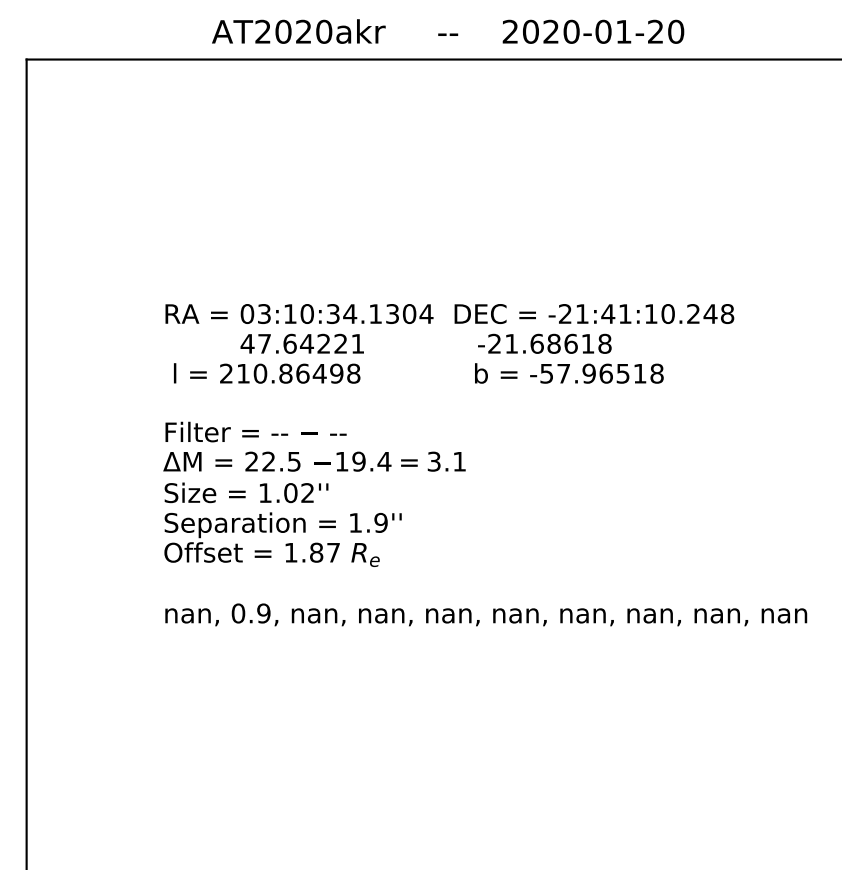 AT2020akr -- 2020-01-20
RA = 03:10:34.1304 DEC = -21:41:10.248
47.64221 -21.68618
l = 210.86498 b = -57.96518
Filter = -- − --
ΔM = 22.5 −19.4 = 3.1
Size = 1.02''
Separation = 1.9''
Offset = 1.87 Rₑ
nan, 0.9, nan, nan, nan, nan, nan, nan, nan, nan